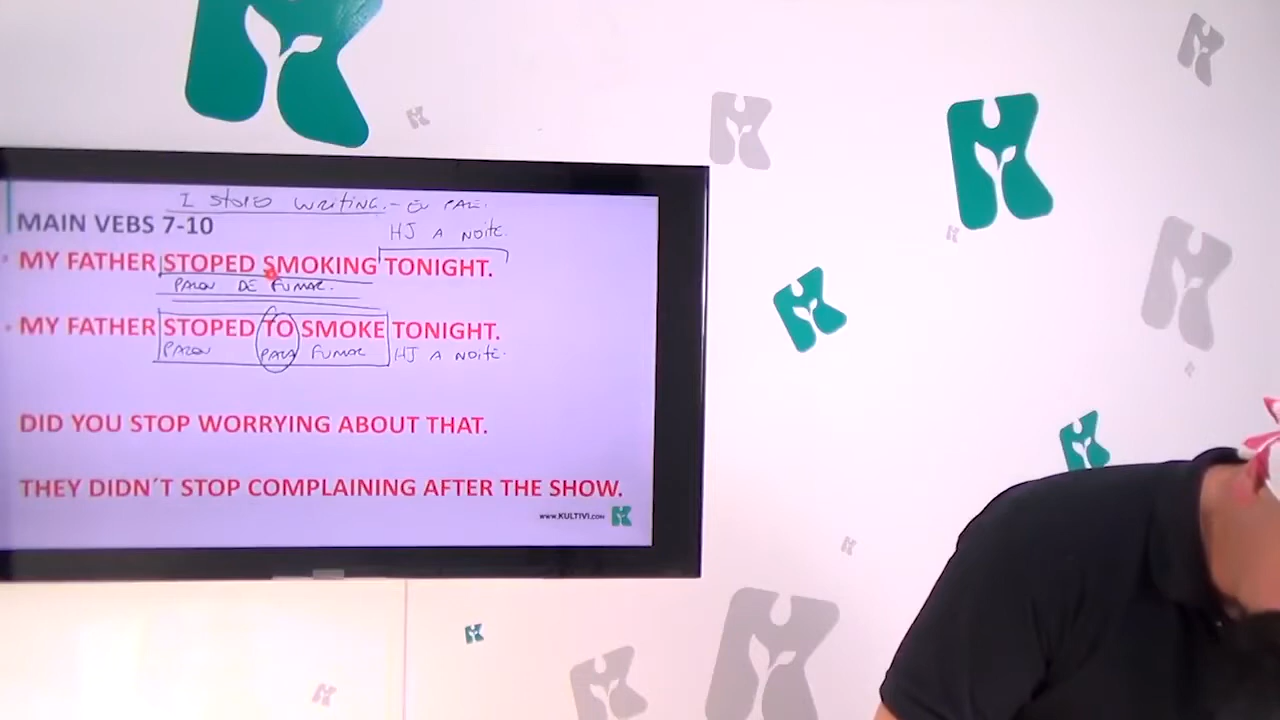 I STOPED WRITING. - EU PAR.
MAIN VEBS 7-10
HJ A NOITE.
MY FATHER STOPED SMOKING TONIGHT.
PAROU DE FUMAR.
MY FATHER STOPED TO SMOKE TONIGHT.
PAROU PARA FUMAR HJ A NOITE.
DID YOU STOP WORRYING ABOUT THAT.
THEY DIDN´T STOP COMPLAINING AFTER THE SHOW.
www.KULTIVI.com